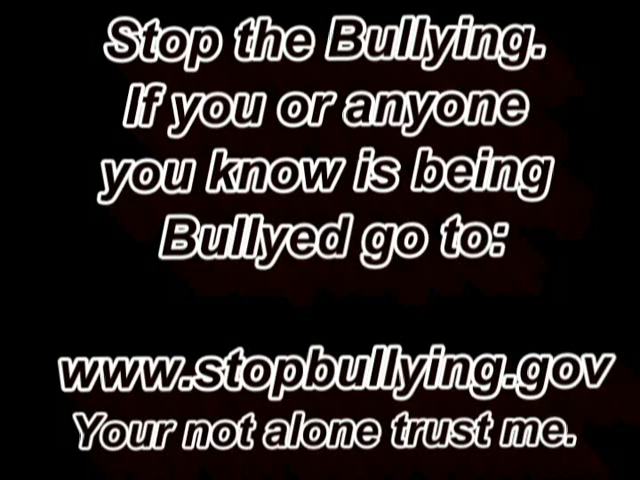 Stop the Bullying.
If you or anyone
you know is being
Bullyed go to:
www.stopbullying.gov
Your not alone trust me.